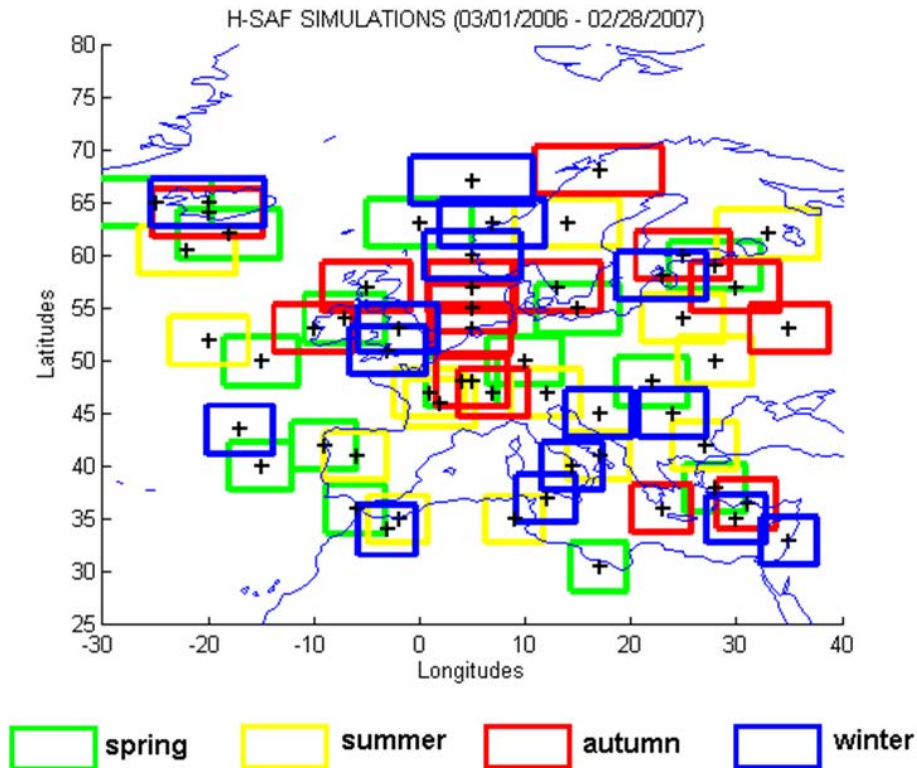 H-SAF SIMULATIONS (03/01/2006 - 02/28/2007)
80
75
70
65
60
55
50
45
40
35
30
25
Latitudes
-30 -20 -10 0 10 20 30 40
Longitudes
spring summer autumn winter